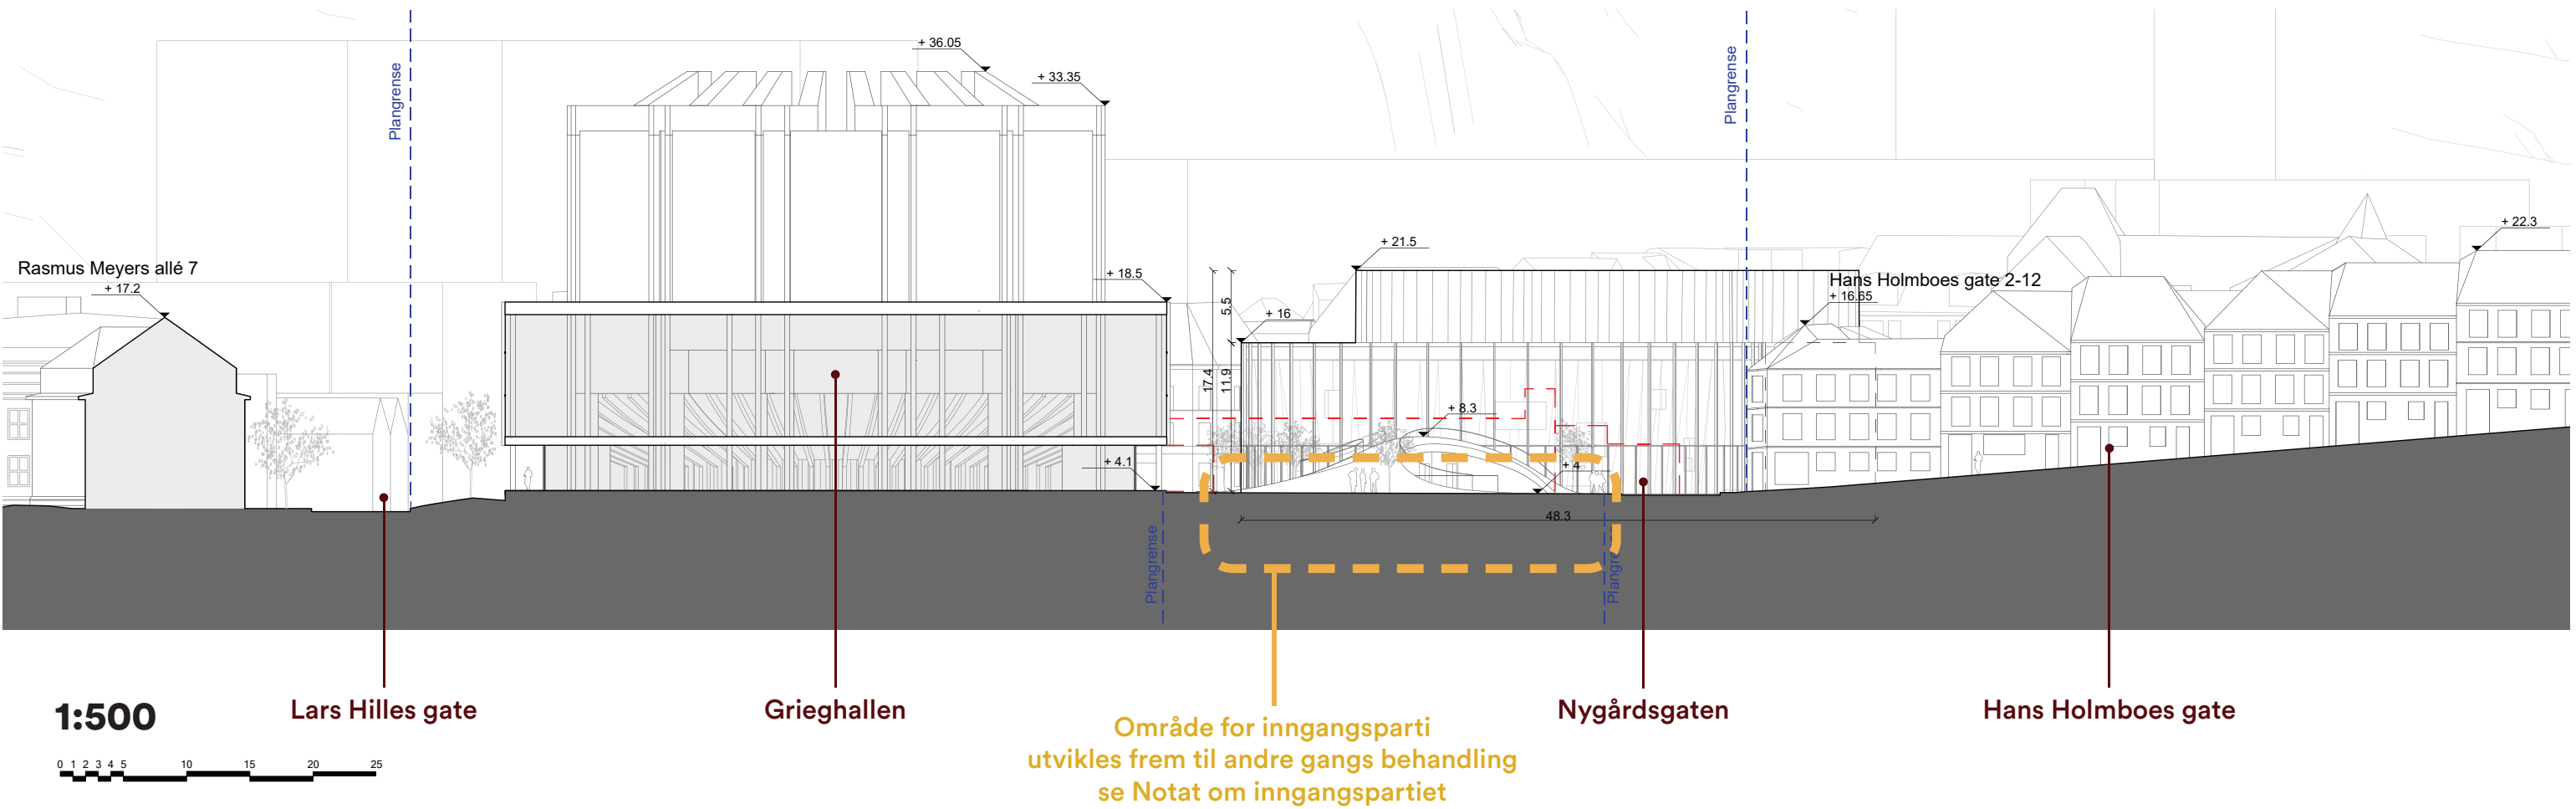 + 36.05
+ 33.35
Plangrense
Plangrense
+ 22.3
+ 21.5
Rasmus Meyers allé 7
+ 17.2
+ 18.5
Hans Holmboes gate 2-12
+ 16.65
5.5
+ 16
17.4
11.9
+ 8.3
+ 4.1
+ 4
48.3
Plangrense
Plangrense
1:500
Lars Hilles gate
Grieghallen
Nygårdsgaten
Hans Holmboes gate
Område for inngangsparti
utvikles frem til andre gangs behandling
se Notat om inngangspartiet
0 1 2 3 4 5 10 15 20 25